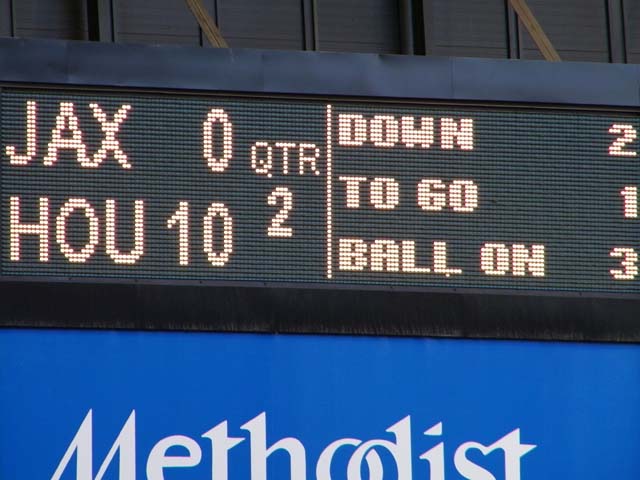 JAX 0
HOU 10
QTR
2
DOWN 2
TO GO 1
BALL ON 3
Methodist